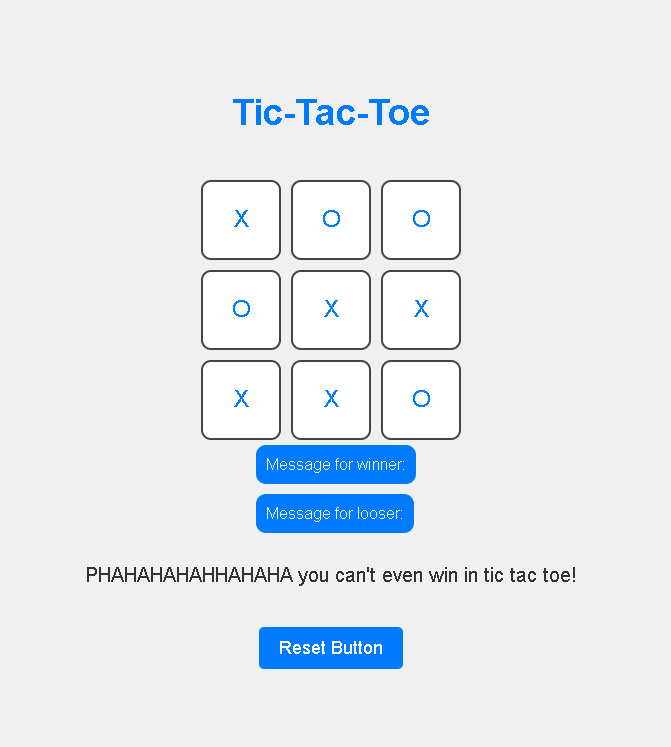 Tic-Tac-Toe
X O O
O X X
X X O
Message for winner:
Message for looser:
PHAHAHAHAHHAHAHA you can't even win in tic tac toe!
Reset Button